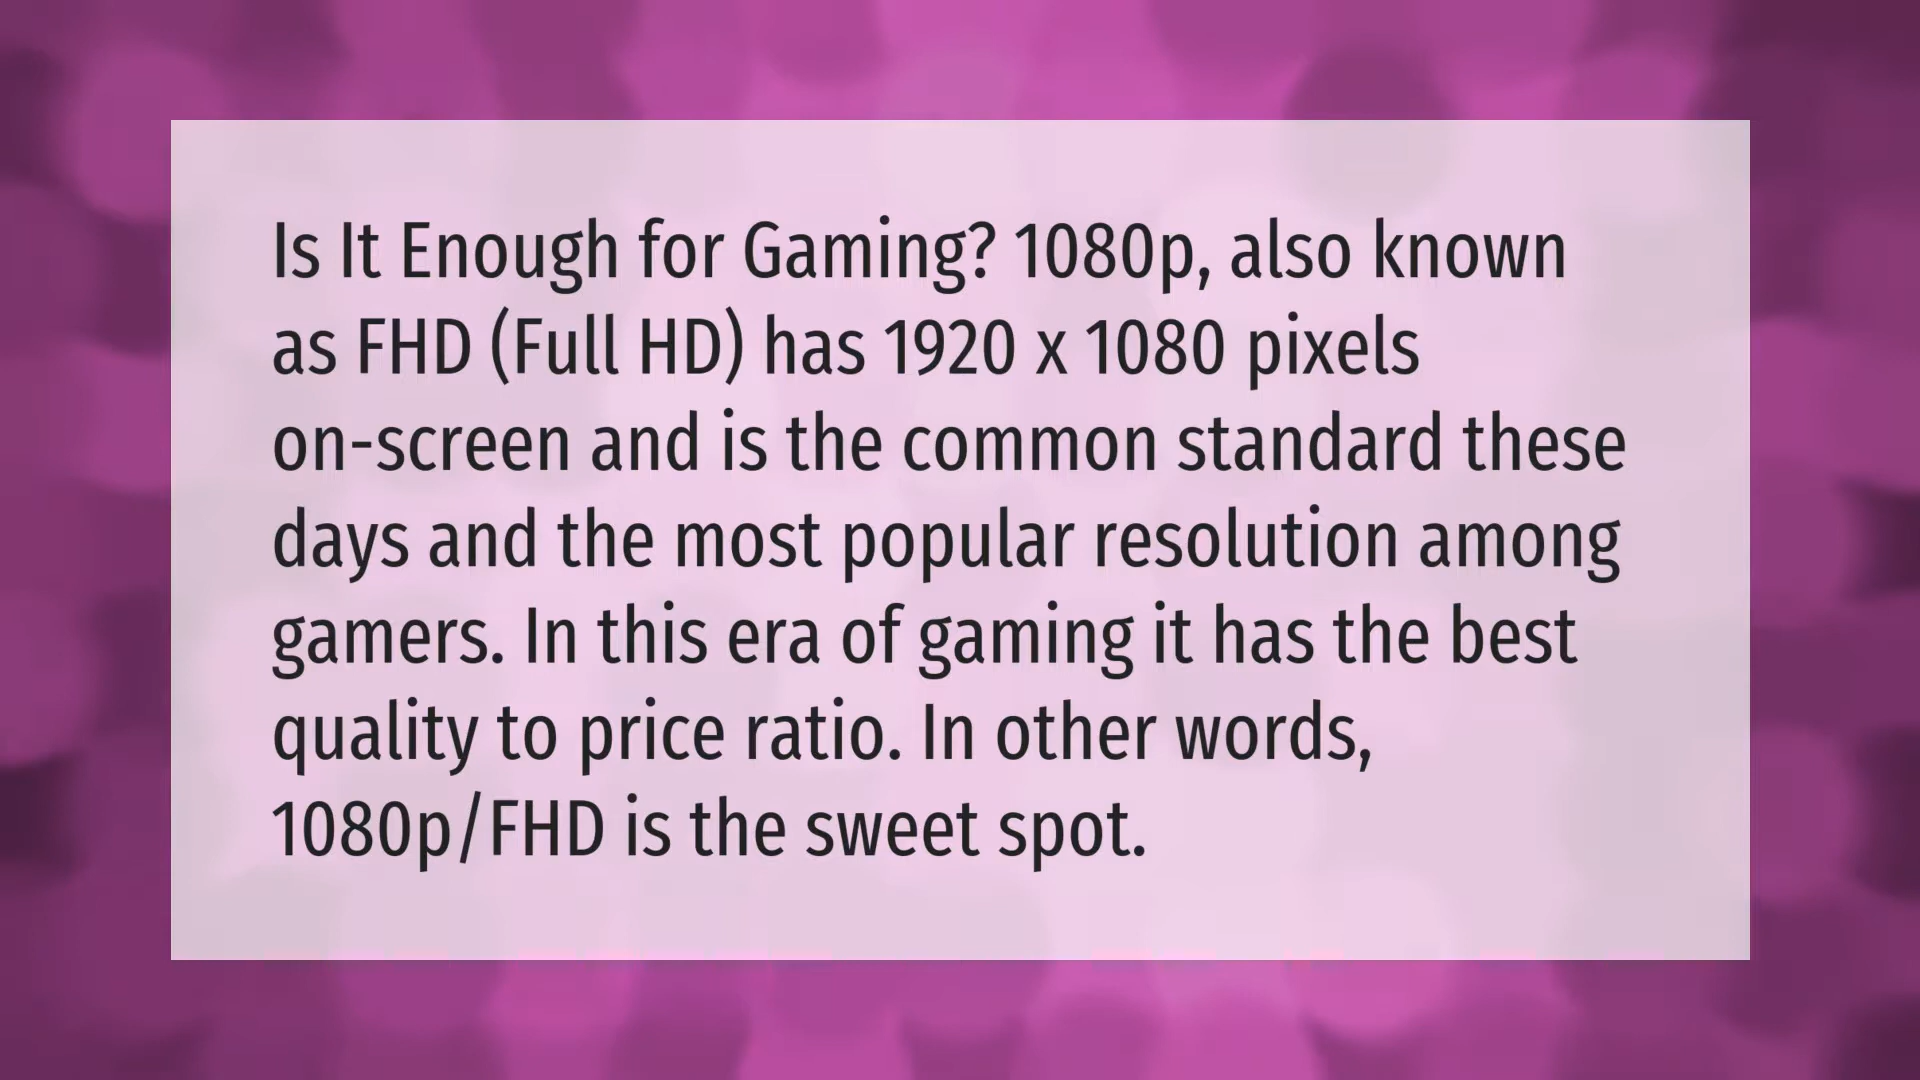 Is It Enough for Gaming? 1080p, also known
as FHD (Full HD) has 1920 x 1080 pixels
on-screen and is the common standard these
days and the most popular resolution among
gamers. In this era of gaming it has the best
quality to price ratio. In other words,
1080p/FHD is the sweet spot.